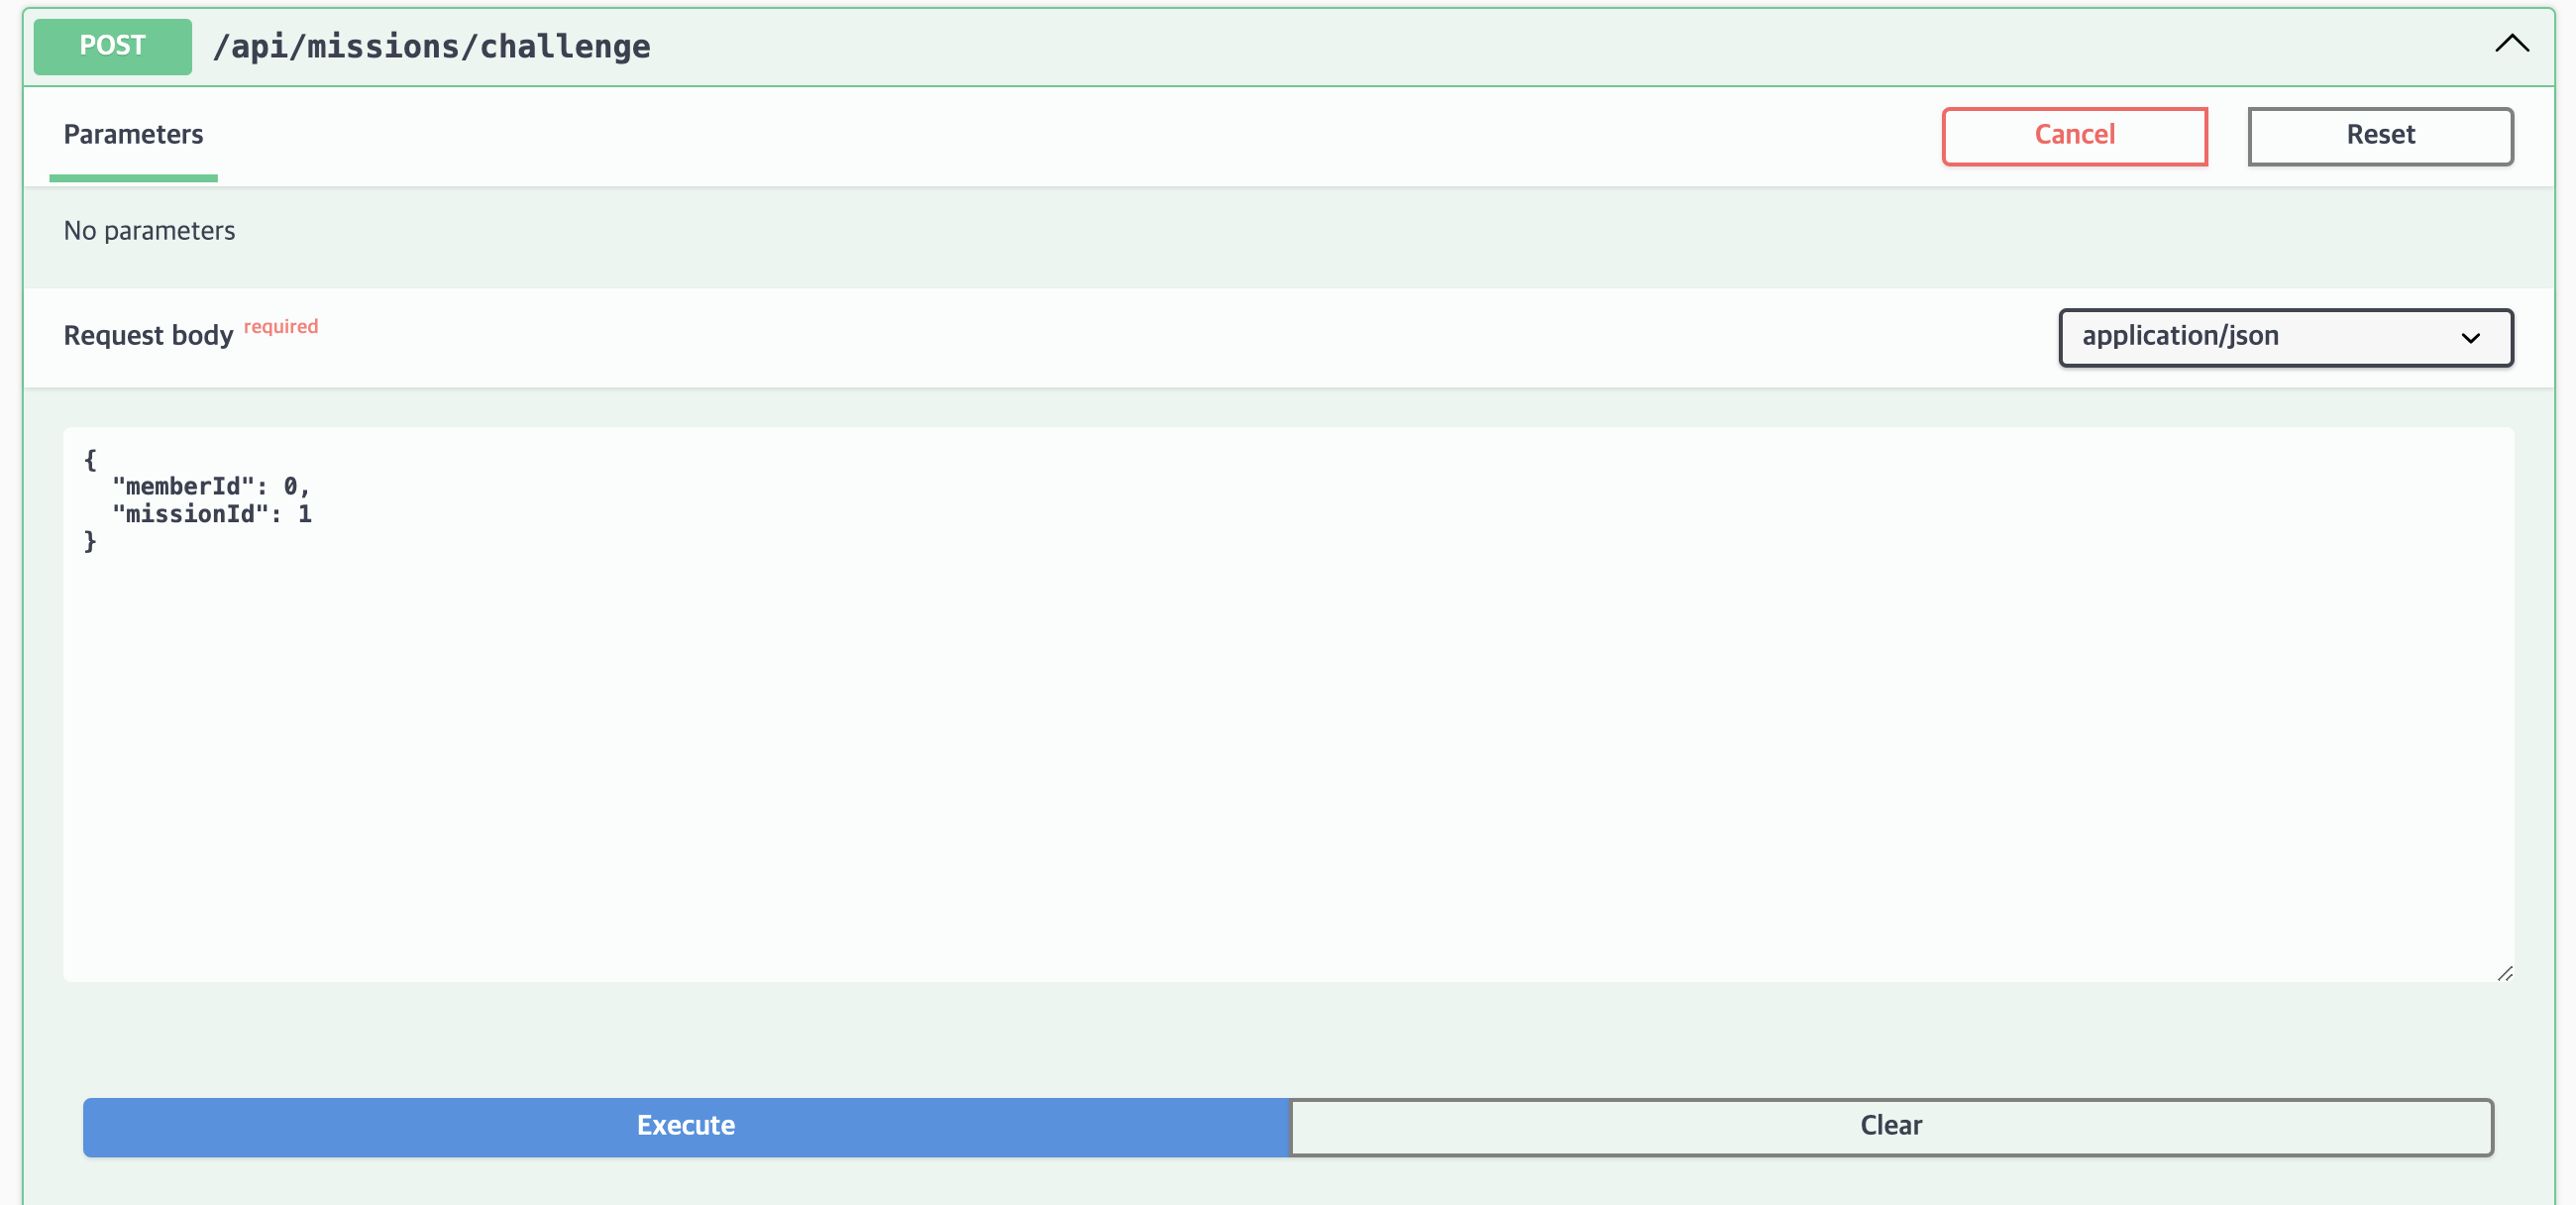 POST /api/missions/challenge
Parameters Cancel Reset
No parameters
Request body required application/json
{
  "memberId": 0,
  "missionId": 1
}
Execute Clear